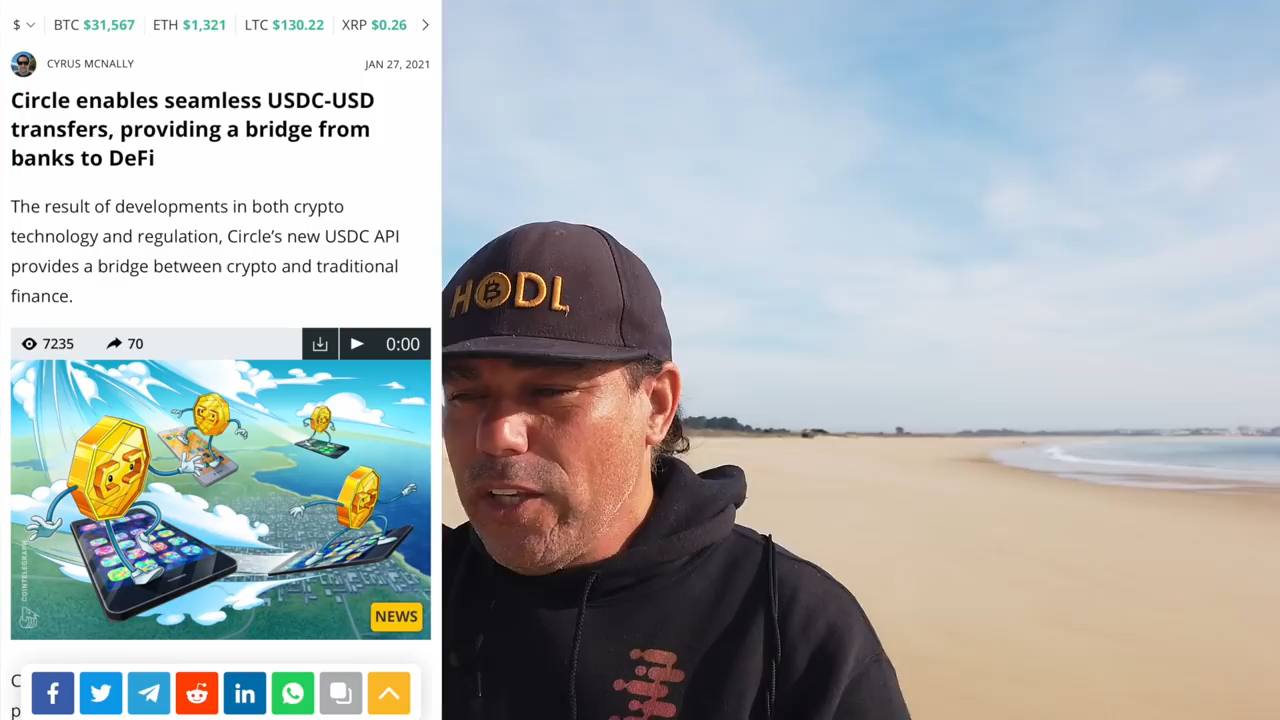 $ BTC $31,567 ETH $1,321 LTC $130.22 XRP $0.26
CYRUS MCNALLY JAN 27, 2021
Circle enables seamless USDC-USD
transfers, providing a bridge from
banks to DeFi
The result of developments in both crypto
technology and regulation, Circle’s new USDC API
provides a bridge between crypto and traditional
finance.
7235 70 0:00
COINTELEGRAPH
NEWS
HODL